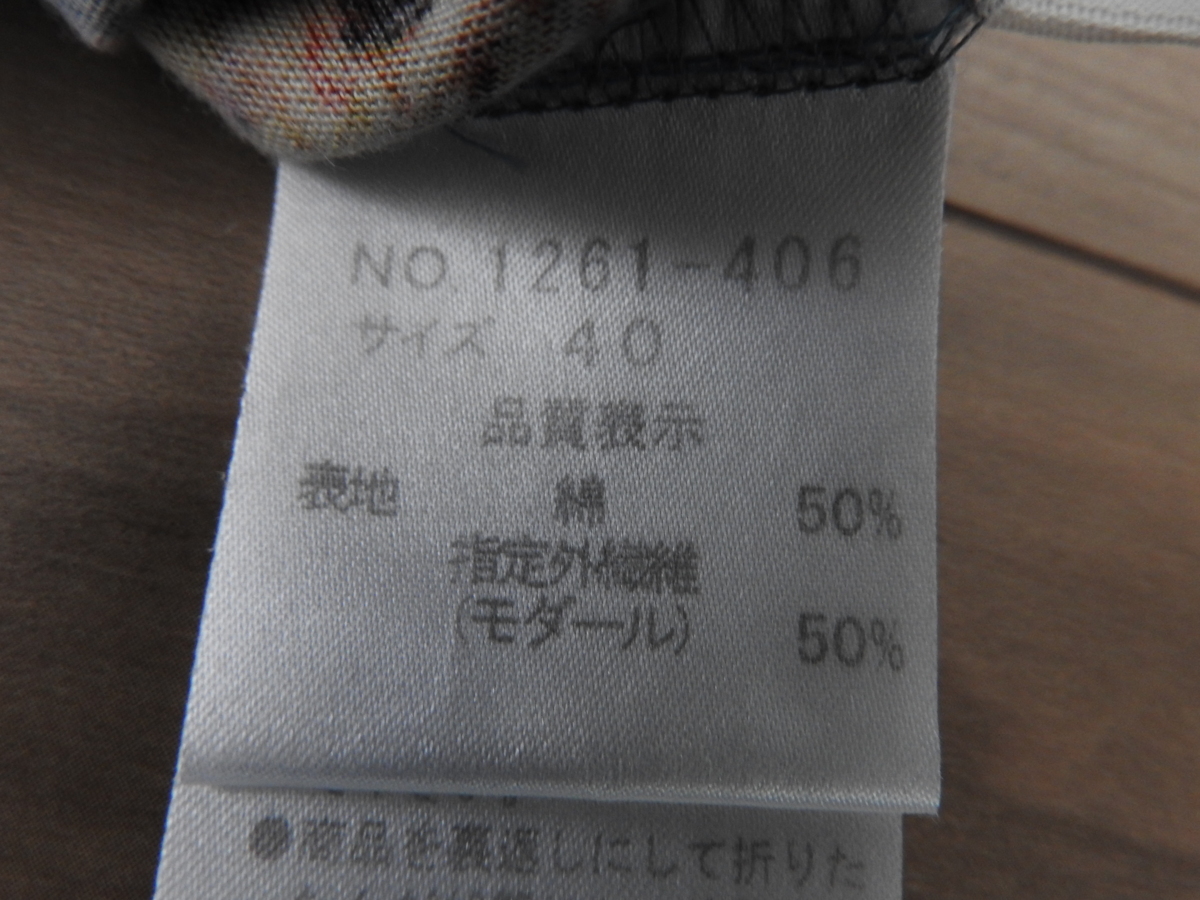 NO.1261-406
サイズ 40
品質表示
表地 綿 50%
指定外繊維
(モダール) 50%
●商品を裏返しにして折りた